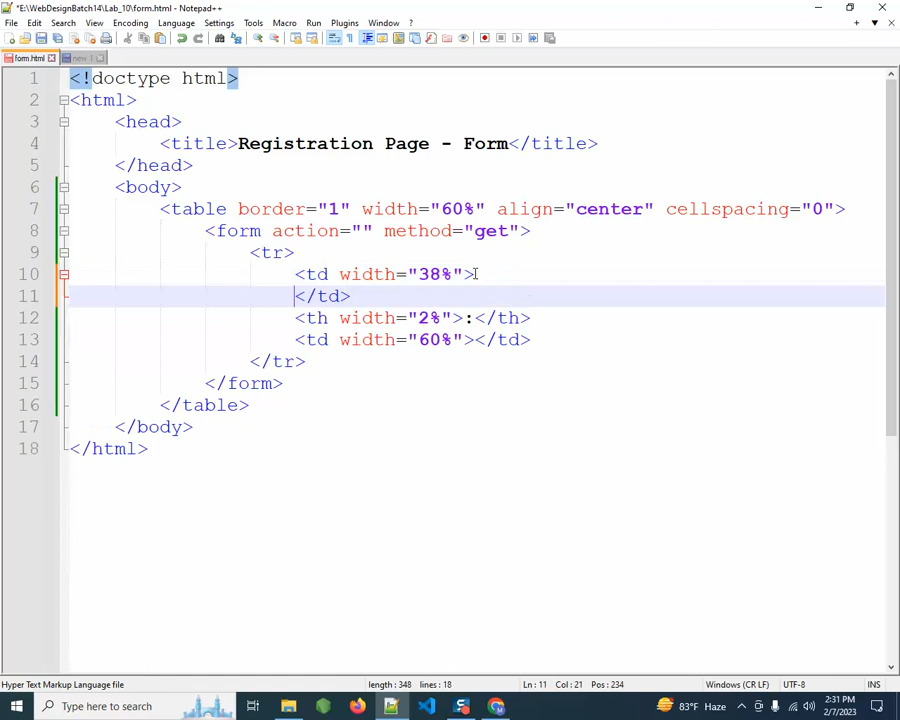 *E:\WebDesignBatch14\Lab_10\form.html - Notepad++
File Edit Search View Encoding Language Settings Tools Macro Run Plugins Window ?
form.html new 1
1 <!doctype html>
2 <html>
3 <head>
4 <title>Registration Page - Form</title>
5 </head>
6 <body>
7 <table border="1" width="60%" align="center" cellspacing="0">
8 <form action="" method="get">
9 <tr>
10 <td width="38%">
11 </td>
12 <th width="2%">:</th>
13 <td width="60%"></td>
14 </tr>
15 </form>
16 </table>
17 </body>
18 </html>
Hyper Text Markup Language file length : 348 lines : 18 Ln : 11 Col : 21 Pos : 234 Windows (CR LF) UTF-8 INS
Type here to search 83°F Haze 2:31 PM
2/7/2023